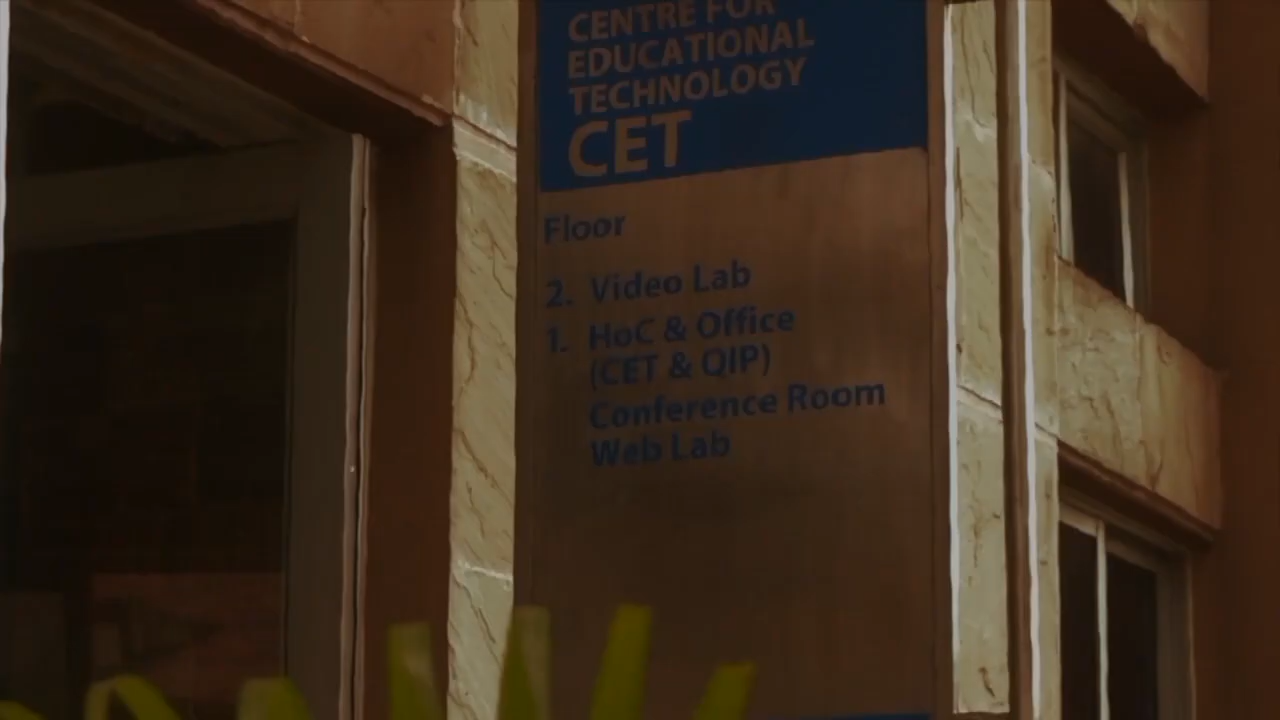 CENTRE FOR
EDUCATIONAL
TECHNOLOGY
CET
Floor
2. Video Lab
1. HoC & Office
(CET & QIP)
Conference Room
Web Lab